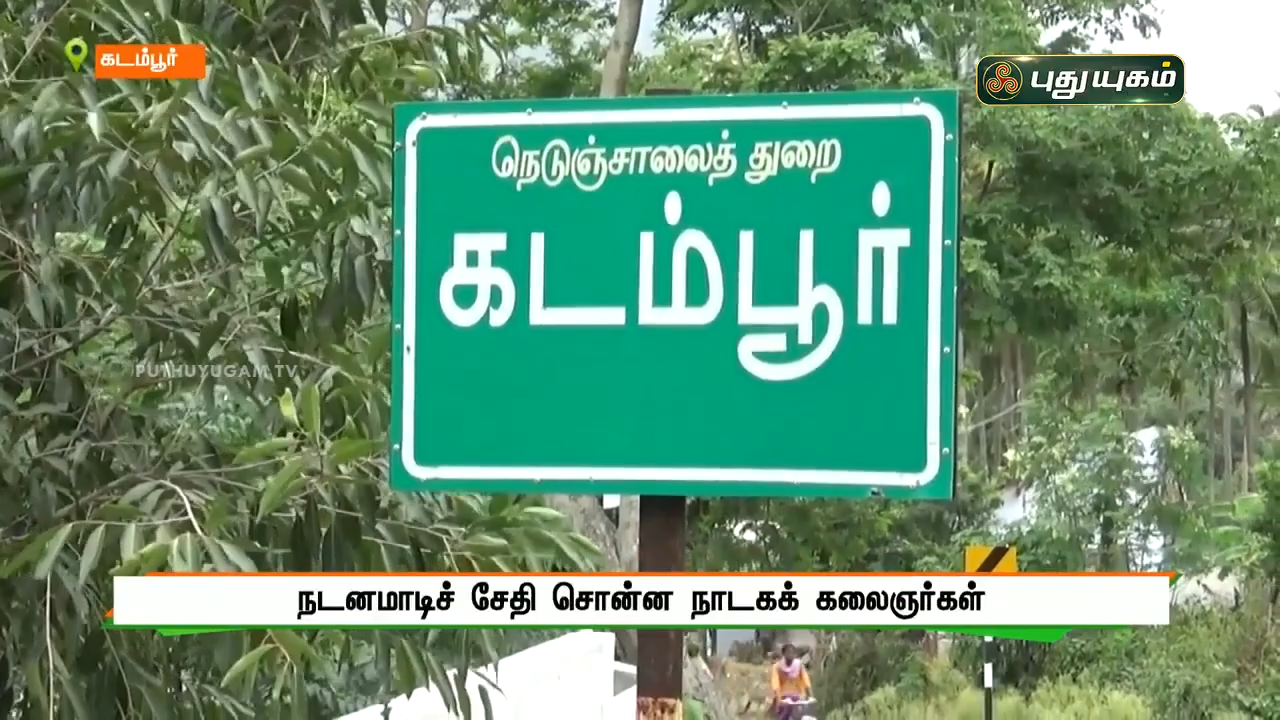 கடம்பூர்
புதுயுகம்
நெடுஞ்சாலைத் துறை
கடம்பூர்
PUTHUYUGAM TV
நடனமாடிச் சேதி சொன்ன நாடகக் கலைஞர்கள்